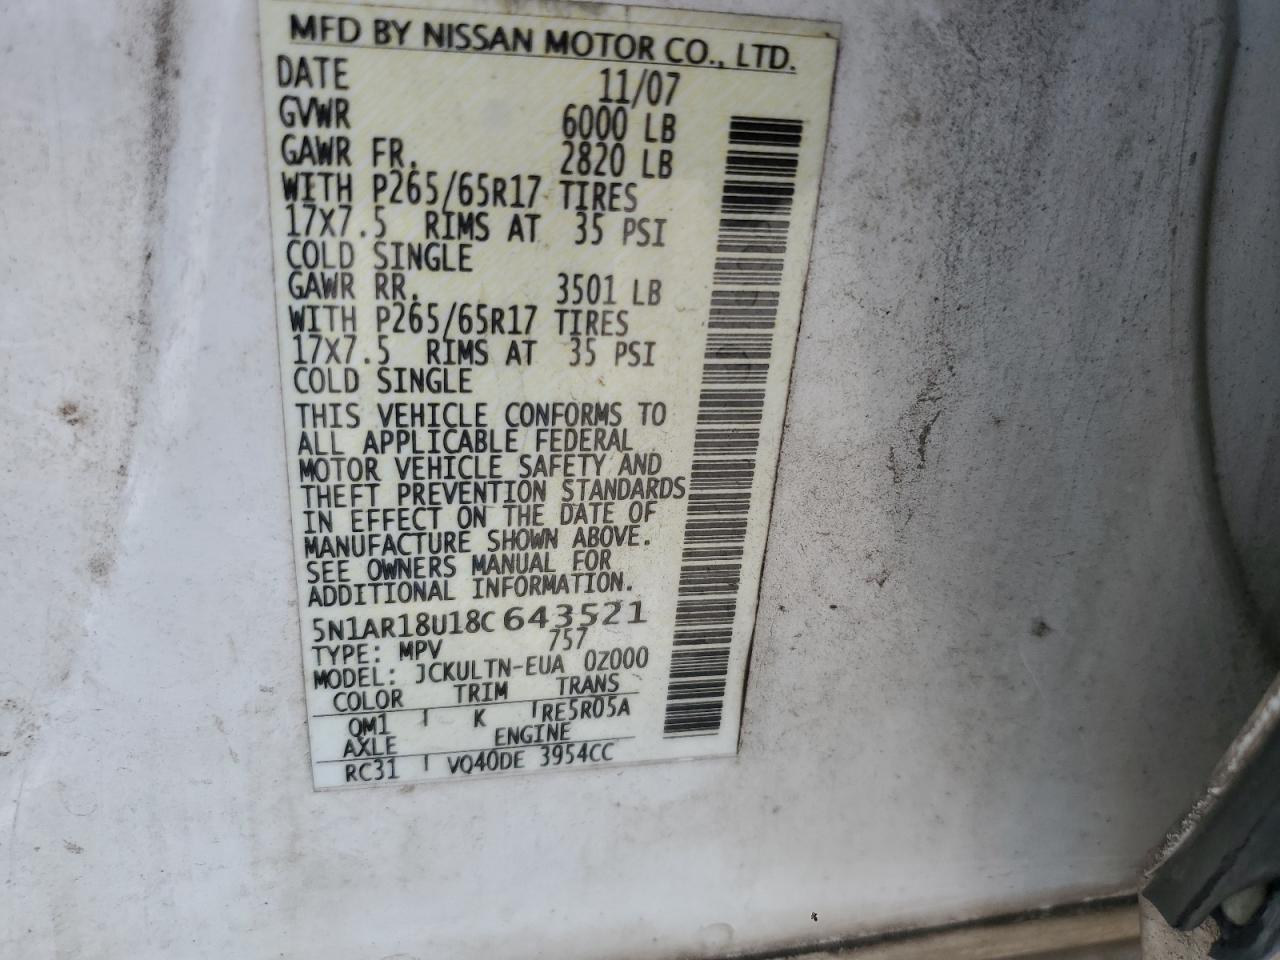 MFD BY NISSAN MOTOR CO., LTD.
DATE 11/07
GVWR 6000 LB
GAWR FR. 2820 LB
WITH P265/65R17 TIRES
17X7.5 RIMS AT 35 PSI
COLD SINGLE
GAWR RR. 3501 LB
WITH P265/65R17 TIRES
17X7.5 RIMS AT 35 PSI
COLD SINGLE
THIS VEHICLE CONFORMS TO
ALL APPLICABLE FEDERAL
MOTOR VEHICLE SAFETY AND
THEFT PREVENTION STANDARDS
IN EFFECT ON THE DATE OF
MANUFACTURE SHOWN ABOVE.
SEE OWNERS MANUAL FOR
ADDITIONAL INFORMATION.
5N1AR18U18C643521
TYPE: MPV 757
MODEL: JCKULTN-EUA 0Z000
COLOR TRIM TRANS
QM1 K RE5R05A
AXLE ENGINE
RC31 VQ40DE 3954CC